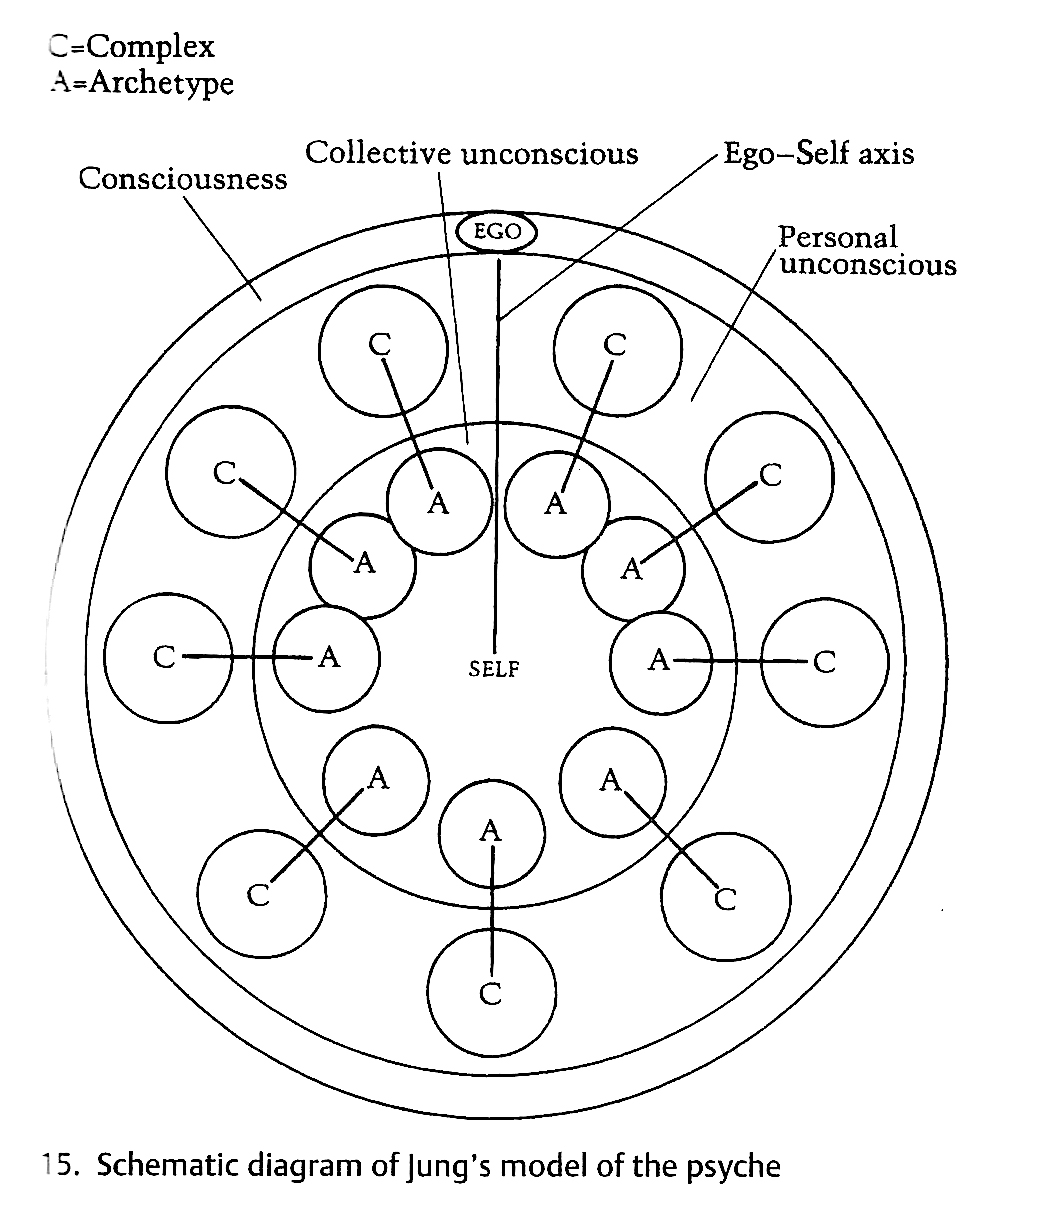 C=Complex
A=Archetype
Collective unconscious
Ego–Self axis
Consciousness
EGO
Personal
unconscious
C
C
C
C
A
A
A
A
C
A
A
C
SELF
A
A
A
C
C
C
15. Schematic diagram of Jung's model of the psyche